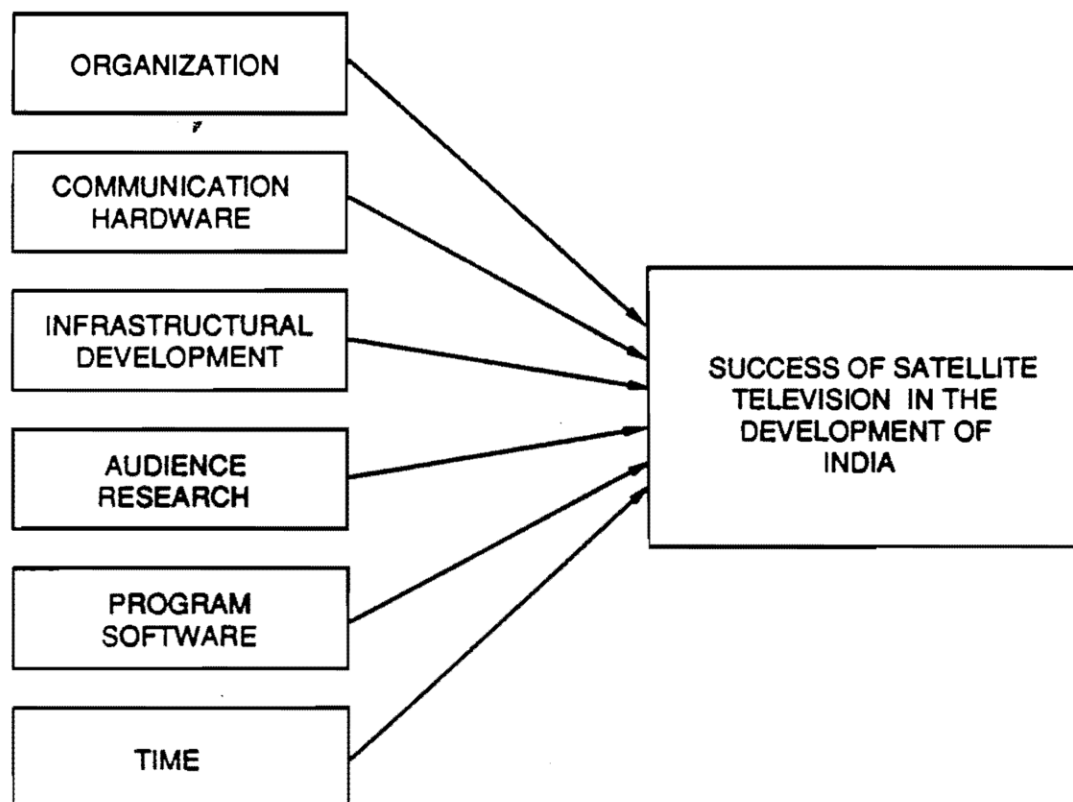 ORGANIZATION
COMMUNICATION
HARDWARE
INFRASTRUCTURAL
DEVELOPMENT
AUDIENCE
RESEARCH
PROGRAM
SOFTWARE
TIME
SUCCESS OF SATELLITE
TELEVISION IN THE
DEVELOPMENT OF
INDIA